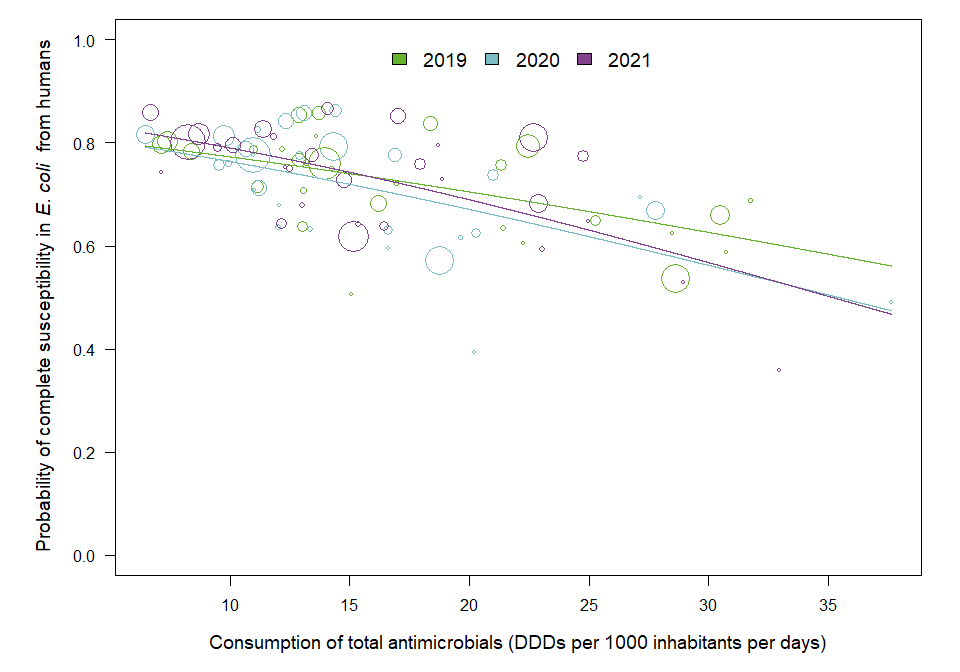 2019 2020 2021
1.0
0.8
0.6
0.4
0.2
0.0
Probability of complete susceptibility in E. coli from humans
10 15 20 25 30 35
Consumption of total antimicrobials (DDDs per 1000 inhabitants per days)